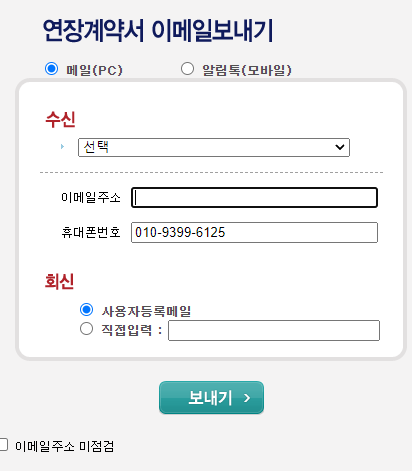 연장계약서 이메일보내기
메일(PC) 알림톡(모바일)
수신
선택
이메일주소
휴대폰번호 010-9399-6125
회신
사용자등록메일
직접입력 :
보내기 >
이메일주소 미점검